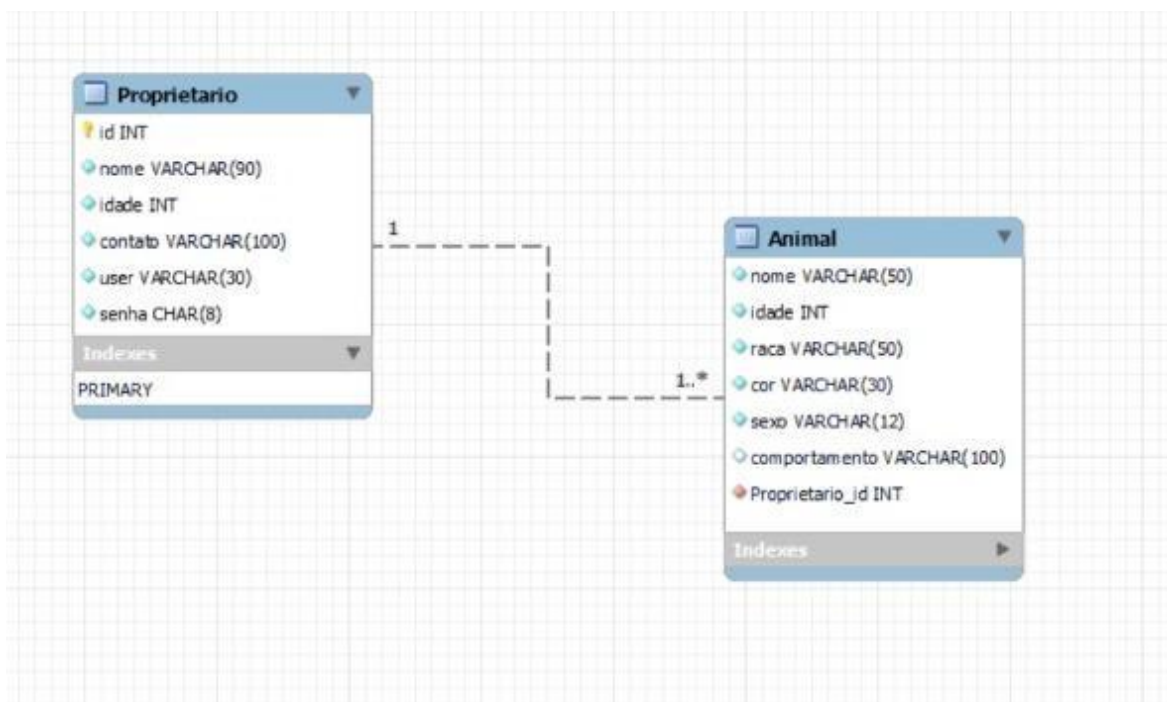 Proprietario
id INT
nome VARCHAR(90)
idade INT
contato VARCHAR(100)
user VARCHAR(30)
senha CHAR(8)
Indexes
PRIMARY
1
1..*
Animal
nome VARCHAR(50)
idade INT
raca VARCHAR(50)
cor VARCHAR(30)
sexo VARCHAR(12)
comportamento VARCHAR(100)
Proprietario_id INT
Indexes